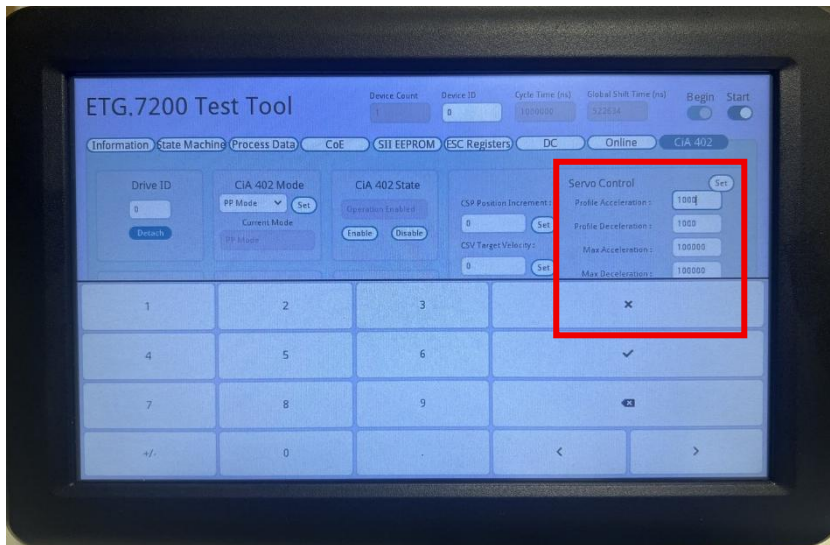 ETG.7200 Test Tool
Device Count
1
Device ID
0
Cycle Time (ns)
1000000
Global Shift Time (ns)
522634
Begin
Start
Information
State Machine
Process Data
CoE
SII EEPROM
ESC Registers
DC
Online
CiA 402
Drive ID
0
Detach
CiA 402 Mode
PP Mode
Set
Current Mode
PP Mode
CiA 402 State
Operation Enabled
Enable
Disable
CSP Position Increment :
0
Set
CSV Target Velocity :
0
Set
Servo Control
Set
Profile Acceleration :
1000
Profile Deceleration :
1000
Max Acceleration :
100000
Max Deceleration :
100000
1
2
3
4
5
6
7
8
9
+/-
0
.